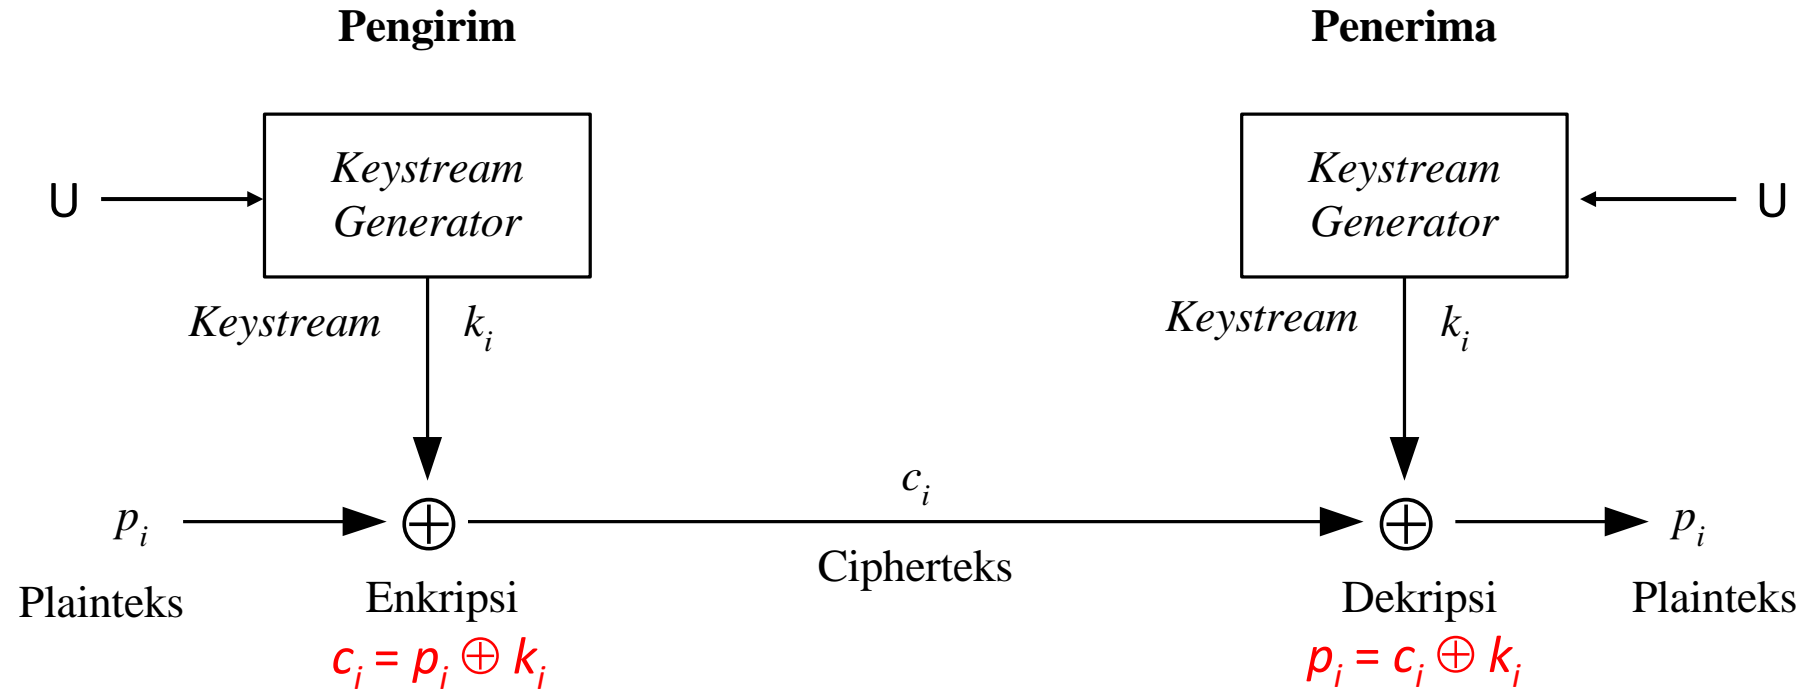 Pengirim
Penerima
U
Keystream
Generator
Keystream
Generator
U
Keystream
k_i
Keystream
k_i
p_i
⊕
c_i
⊕
p_i
Plainteks
Enkripsi
Cipherteks
Dekripsi
Plainteks
c_i = p_i ⊕ k_i
p_i = c_i ⊕ k_i